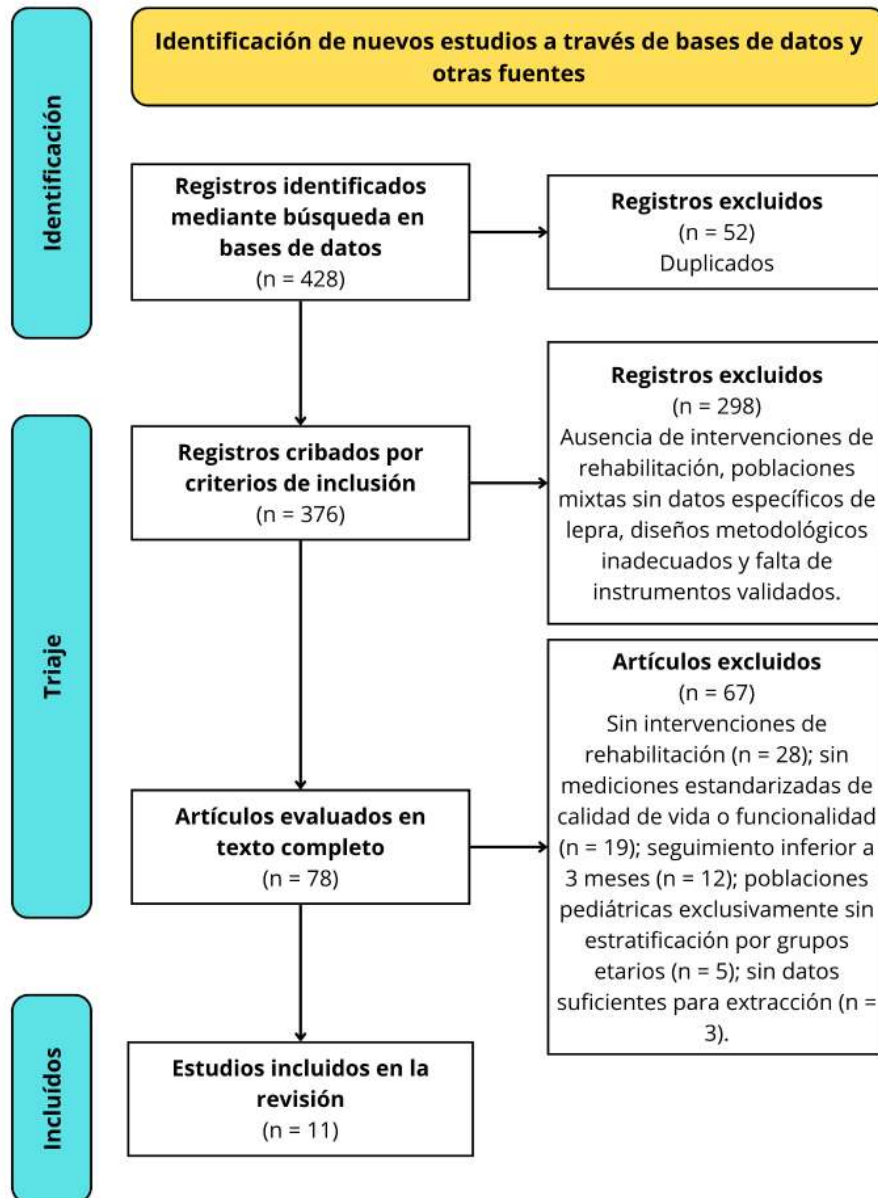 Identificación de nuevos estudios a través de bases de datos y
otras fuentes
Identificación
Registros identificados
mediante búsqueda en
bases de datos
(n = 428)
Registros excluidos
(n = 52)
Duplicados
Triaje
Registros cribados por
criterios de inclusión
(n = 376)
Registros excluidos
(n = 298)
Ausencia de intervenciones de
rehabilitación, poblaciones
mixtas sin datos específicos de
lepra, diseños metodológicos
inadecuados y falta de
instrumentos validados.
Artículos evaluados en
texto completo
(n = 78)
Artículos excluidos
(n = 67)
Sin intervenciones de
rehabilitación (n = 28); sin
mediciones estandarizadas de
calidad de vida o funcionalidad
(n = 19); seguimiento inferior a
3 meses (n = 12); poblaciones
pediátricas exclusivamente sin
estratificación por grupos
etarios (n = 5); sin datos
suficientes para extracción (n =
3).
Incluídos
Estudios incluidos en la
revisión
(n = 11)